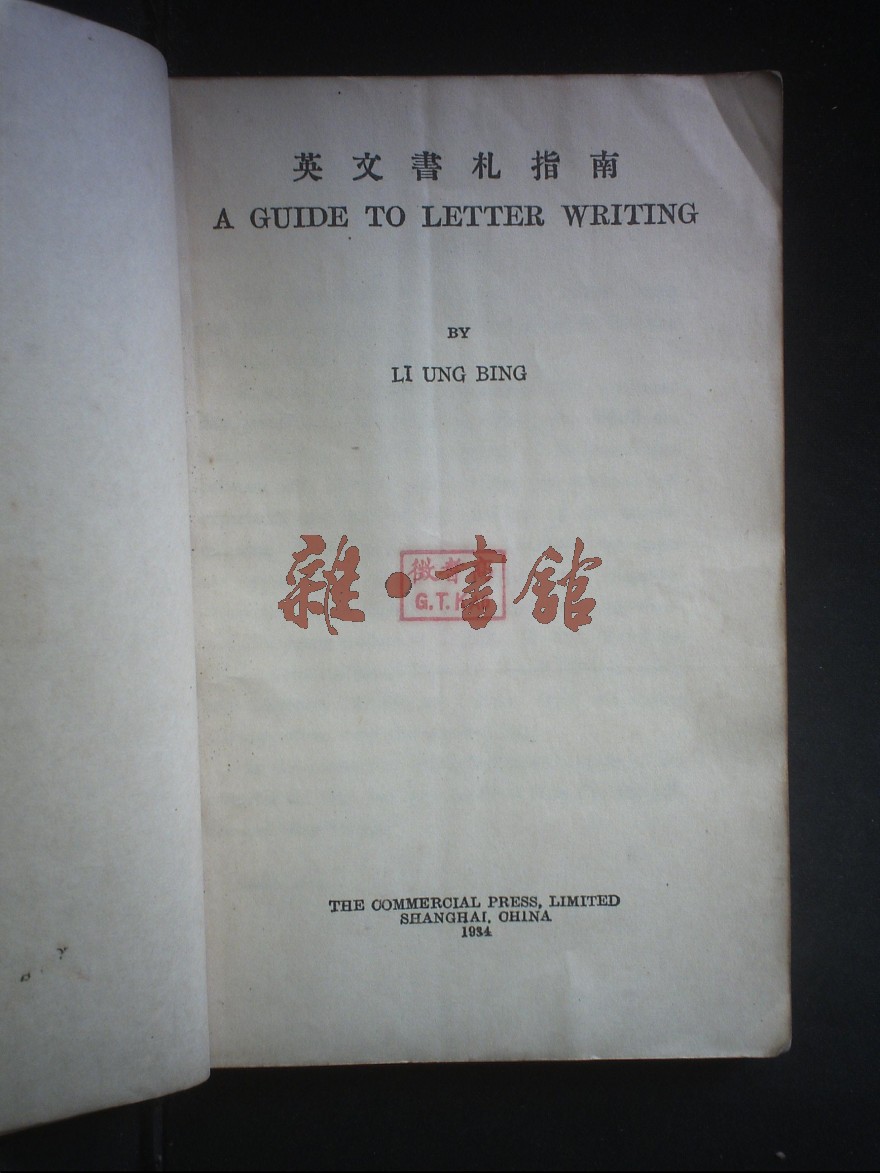 英文書札指南
A GUIDE TO LETTER WRITING
BY
LI UNG BING
雜·書館
G.T.
THE COMMERCIAL PRESS, LIMITED
SHANGHAI, CHINA
1934